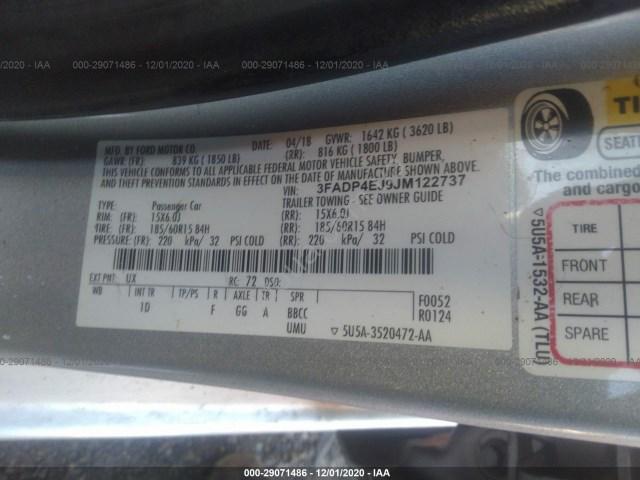 000-29071486 - 12/01/2020 - IAA
MFG. BY FORD MOTOR CO. DATE: 04/18 GVWR: 1642 KG ( 3620 LB)
GAWR (FR): 839 KG ( 1850 LB) (RR): 816 KG ( 1800 LB)
THIS VEHICLE CONFORMS TO ALL APPLICABLE FEDERAL MOTOR VEHICLE SAFETY, BUMPER,
AND THEFT PREVENTION STANDARDS IN EFFECT ON THE DATE OF MANUFACTURE SHOWN ABOVE.
VIN: 3FADP4EJ9JM122737
TYPE: Passenger Car TRAILER TOWING - SEE OWNER GUIDE
RIM: (FR): 15X6.0J (RR): 15X6.0J
TIRE: (FR): 185/60R15 84H (RR): 185/60R15 84H
PRESSURE: (FR): 220 kPa/ 32 PSI COLD (RR): 220 kPa/ 32 PSI COLD
EXT PNT: UX RC: 72 DSO:
WB INT TR TP/PS R AXLE TR SPR F0052
1D F GG A BBCC R0124
UMU ▽ 5U5A-3520472-AA
TI
SEATI
The combined
and cargo
TIRE
FRONT
REAR
SPARE
▽ 5U5A-1532-AA (TLU)
000-29071486 - 12/01/2020 - IAA